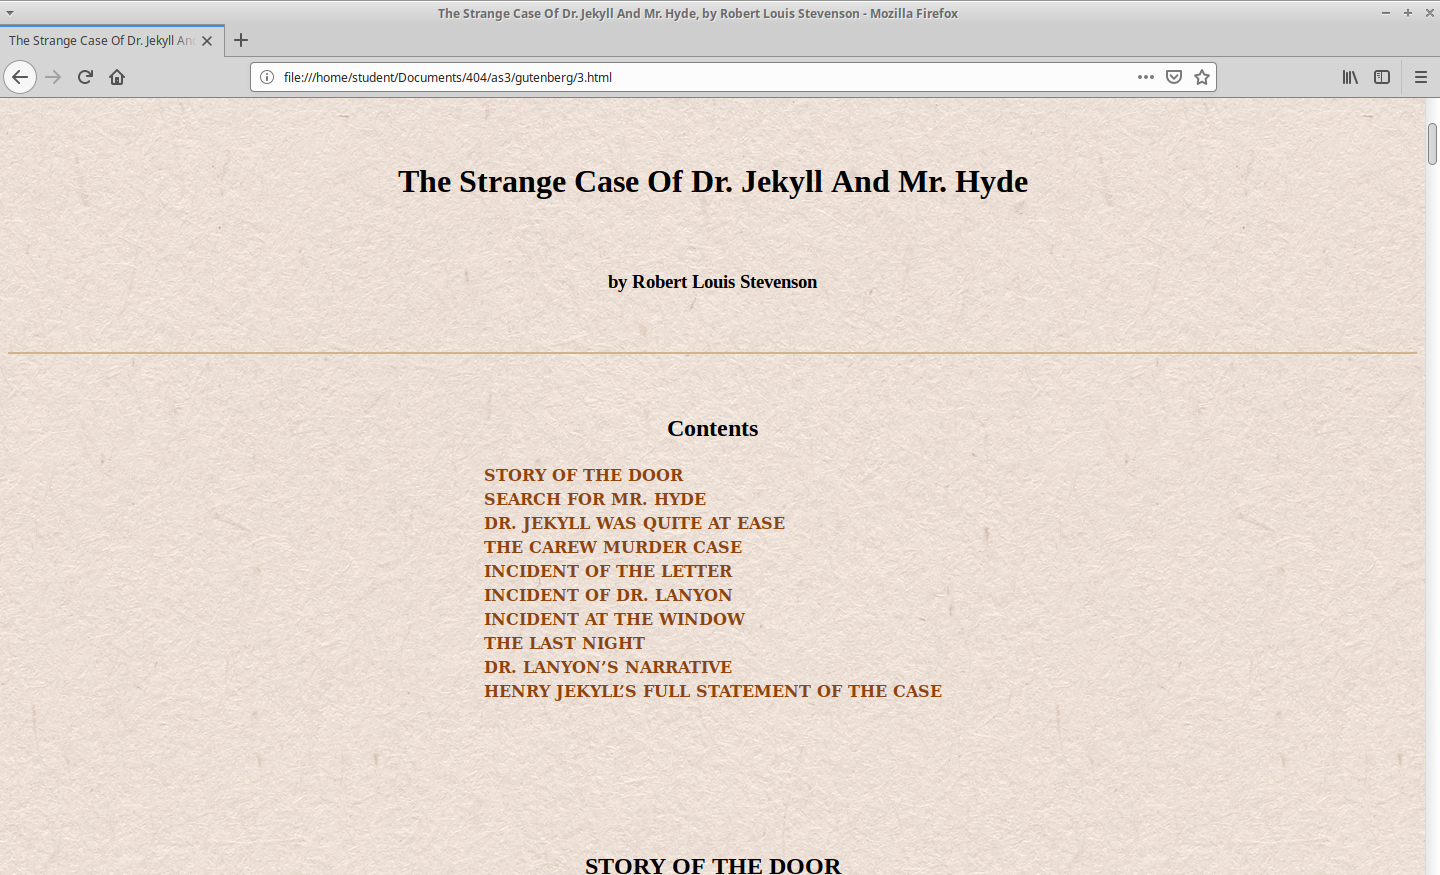 The Strange Case Of Dr. Jekyll And Mr. Hyde, by Robert Louis Stevenson - Mozilla Firefox
The Strange Case Of Dr. Jekyll An
file:///home/student/Documents/404/as3/gutenberg/3.html
The Strange Case Of Dr. Jekyll And Mr. Hyde
by Robert Louis Stevenson
Contents
STORY OF THE DOOR
SEARCH FOR MR. HYDE
DR. JEKYLL WAS QUITE AT EASE
THE CAREW MURDER CASE
INCIDENT OF THE LETTER
INCIDENT OF DR. LANYON
INCIDENT AT THE WINDOW
THE LAST NIGHT
DR. LANYON’S NARRATIVE
HENRY JEKYLL’S FULL STATEMENT OF THE CASE
STORY OF THE DOOR